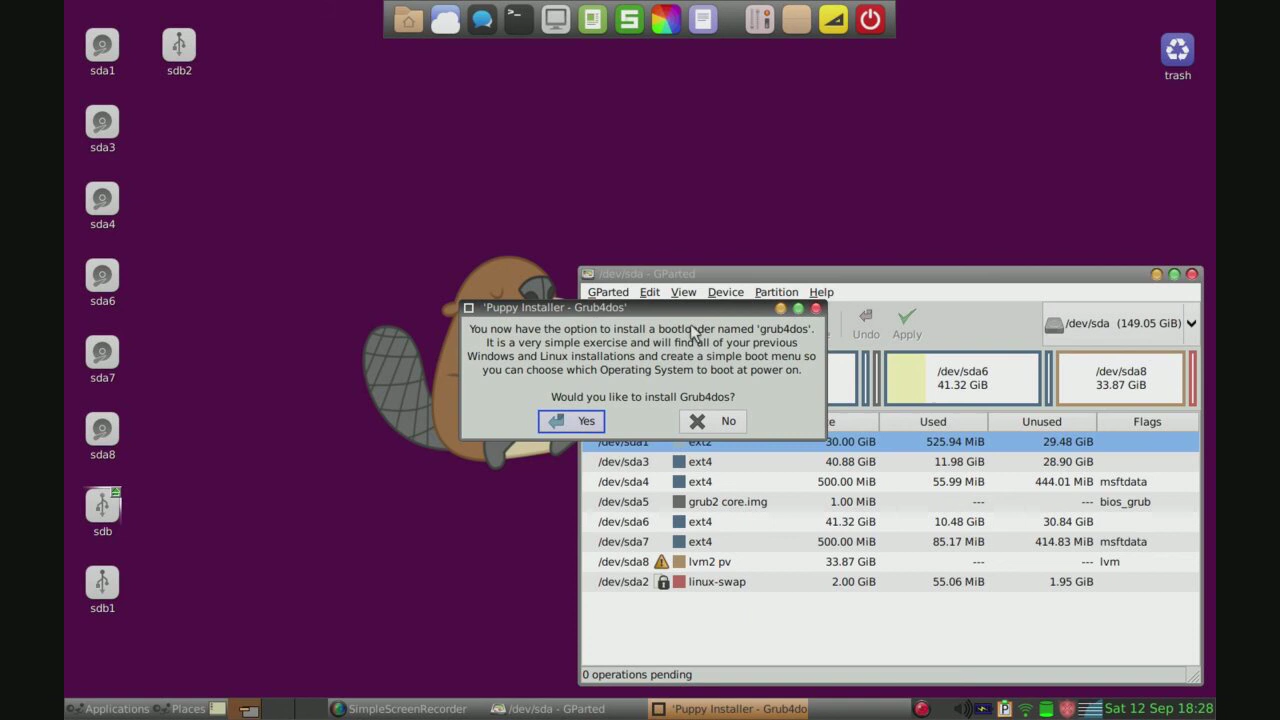 sda1
sdb2
trash
sda3
sda4
sda6
sda7
sda8
sdb
sdb1
/dev/sda - GParted
GParted Edit View Device Partition Help
Undo Apply
/dev/sda (149.05 GiB)
/dev/sda6
41.32 GiB
/dev/sda8
33.87 GiB
'Puppy Installer - Grub4dos'
You now have the option to install a bootloader named 'grub4dos'.
It is a very simple exercise and will find all of your previous
Windows and Linux installations and create a simple boot menu so
you can choose which Operating System to boot at power on.
Would you like to install Grub4dos?
Yes No
Used Unused Flags
/dev/sda1 ext2 30.00 GiB 525.94 MiB 29.48 GiB
/dev/sda3 ext4 40.88 GiB 11.98 GiB 28.90 GiB
/dev/sda4 ext4 500.00 MiB 55.99 MiB 444.01 MiB msftdata
/dev/sda5 grub2 core.img 1.00 MiB --- --- bios_grub
/dev/sda6 ext4 41.32 GiB 10.48 GiB 30.84 GiB
/dev/sda7 ext4 500.00 MiB 85.17 MiB 414.83 MiB msftdata
/dev/sda8 lvm2 pv 33.87 GiB --- --- lvm
/dev/sda2 linux-swap 2.00 GiB 55.06 MiB 1.95 GiB
0 operations pending
Applications Places SimpleScreenRecorder /dev/sda - GParted 'Puppy Installer - Grub4do Sat 12 Sep 18:28